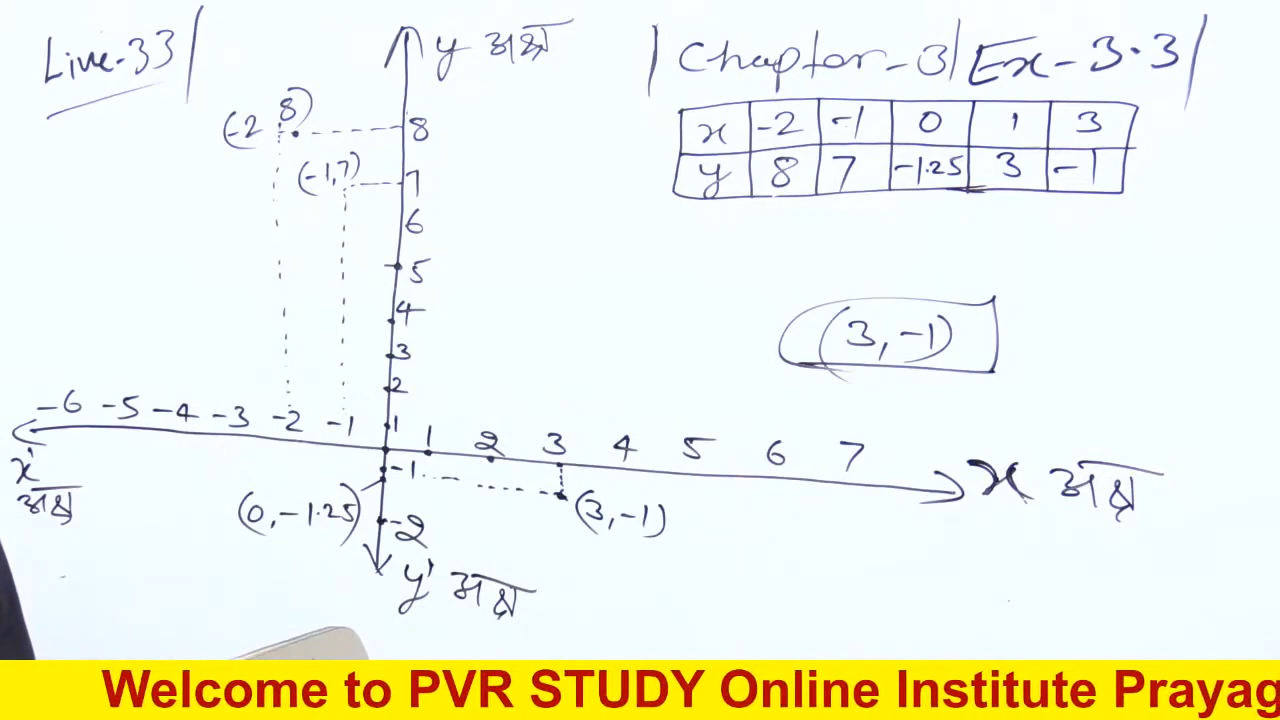 Live-33
Chapter-3 Ex-3.3
x -2 -1 0 1 3
y 8 7 -1.25 3 -1
(3, -1)
y अक्ष
(-2 8)
8
(-1, 7)
7
6
5
4
3
2
1
-6 -5 -4 -3 -2 -1 1 2 3 4 5 6 7
x' अक्ष
x अक्ष
-1
(0, -1.25)
(3, -1)
-2
y' अक्ष
Welcome to PVR STUDY Online Institute Prayag